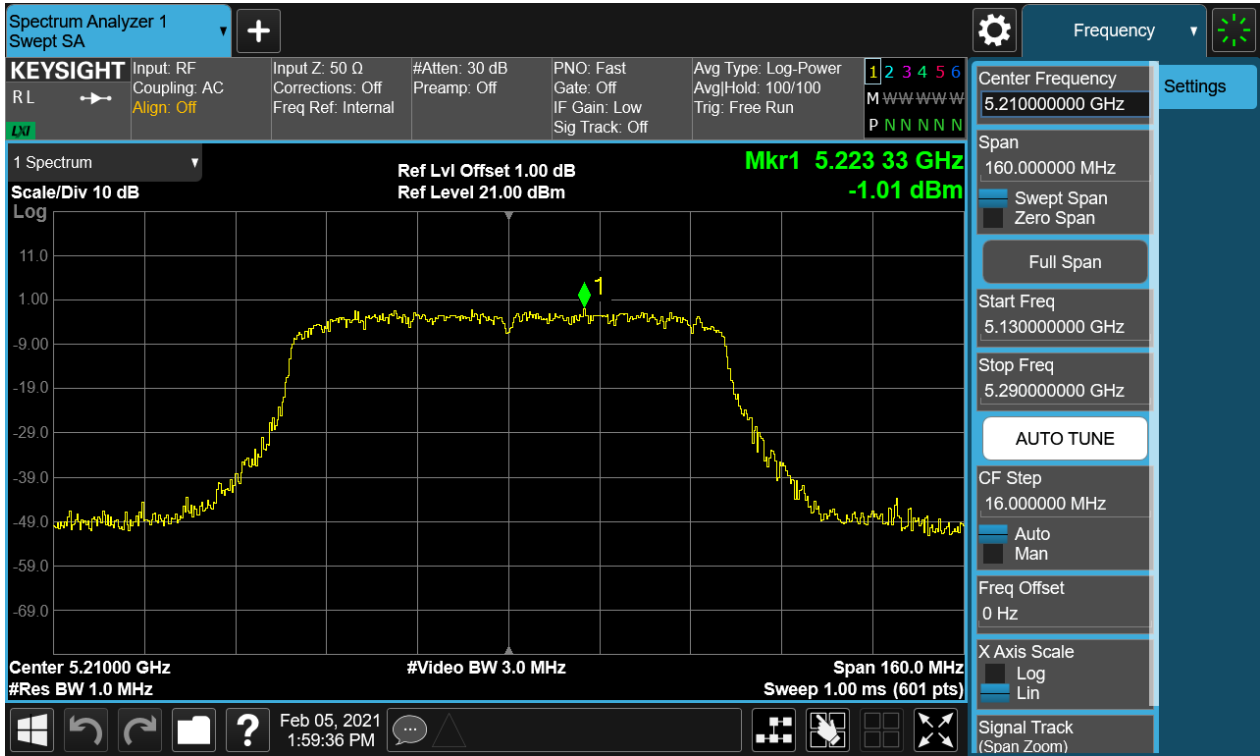 Spectrum Analyzer 1
Swept SA
+
Frequency
KEYSIGHT
R L
LXI
Input: RF
Coupling: AC
Align: Off
Input Z: 50 Ω
Corrections: Off
Freq Ref: Internal
#Atten: 30 dB
Preamp: Off
PNO: Fast
Gate: Off
IF Gain: Low
Sig Track: Off
Avg Type: Log-Power
Avg|Hold: 100/100
Trig: Free Run
1 2 3 4 5 6
M W W W W W
P N N N N N
1 Spectrum
Scale/Div 10 dB
Log
Ref Lvl Offset 1.00 dB
Ref Level 21.00 dBm
Mkr1 5.223 33 GHz
-1.01 dBm
1
11.0
1.00
-9.00
-19.0
-29.0
-39.0
-49.0
-59.0
-69.0
Center 5.21000 GHz
#Res BW 1.0 MHz
#Video BW 3.0 MHz
Span 160.0 MHz
Sweep 1.00 ms (601 pts)
Center Frequency
5.210000000 GHz
Span
160.000000 MHz
Swept Span
Zero Span
Full Span
Start Freq
5.130000000 GHz
Stop Freq
5.290000000 GHz
AUTO TUNE
CF Step
16.000000 MHz
Auto
Man
Freq Offset
0 Hz
X Axis Scale
Log
Lin
Signal Track
(Span Zoom)
Settings
?
Feb 05, 2021
1:59:36 PM